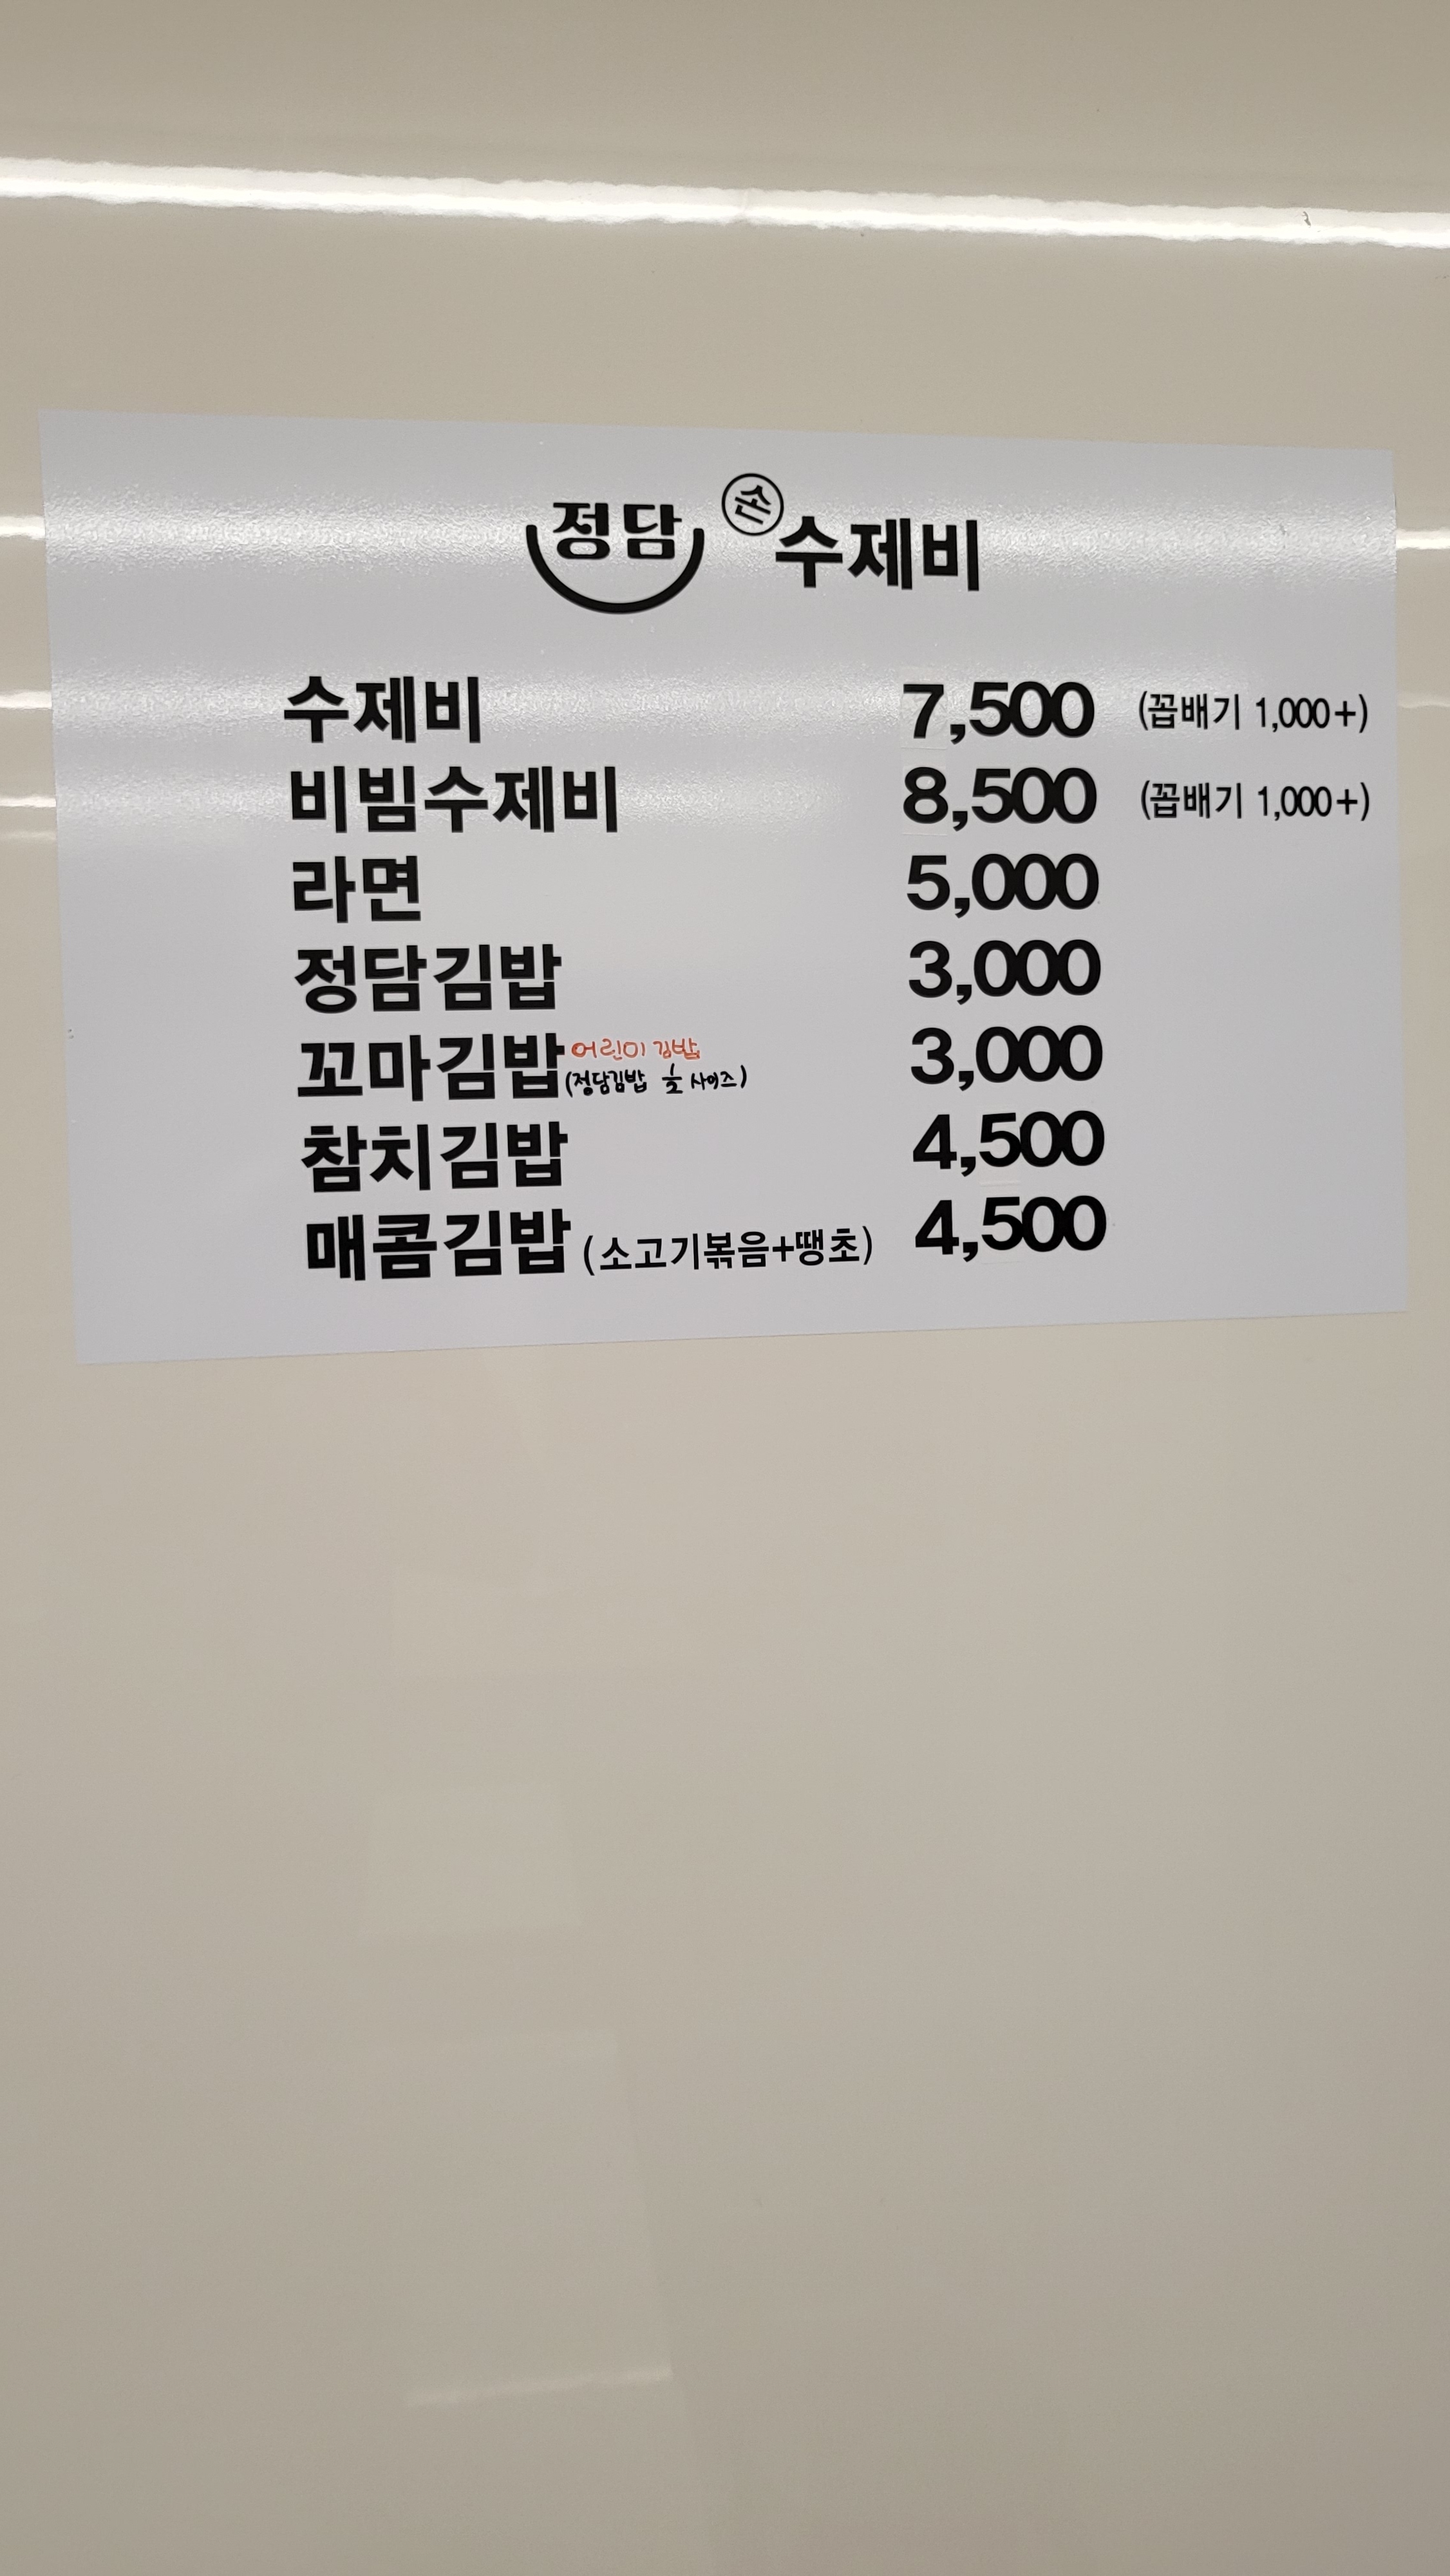 정담 손 수제비
수제비 7,500 (꼽배기 1,000+)
비빔수제비 8,500 (꼽배기 1,000+)
라면 5,000
정담김밥 3,000
꼬마김밥 어린이 김밥 (정담김밥 ½ 사이즈) 3,000
참치김밥 4,500
매콤김밥 (소고기볶음+땡초) 4,500